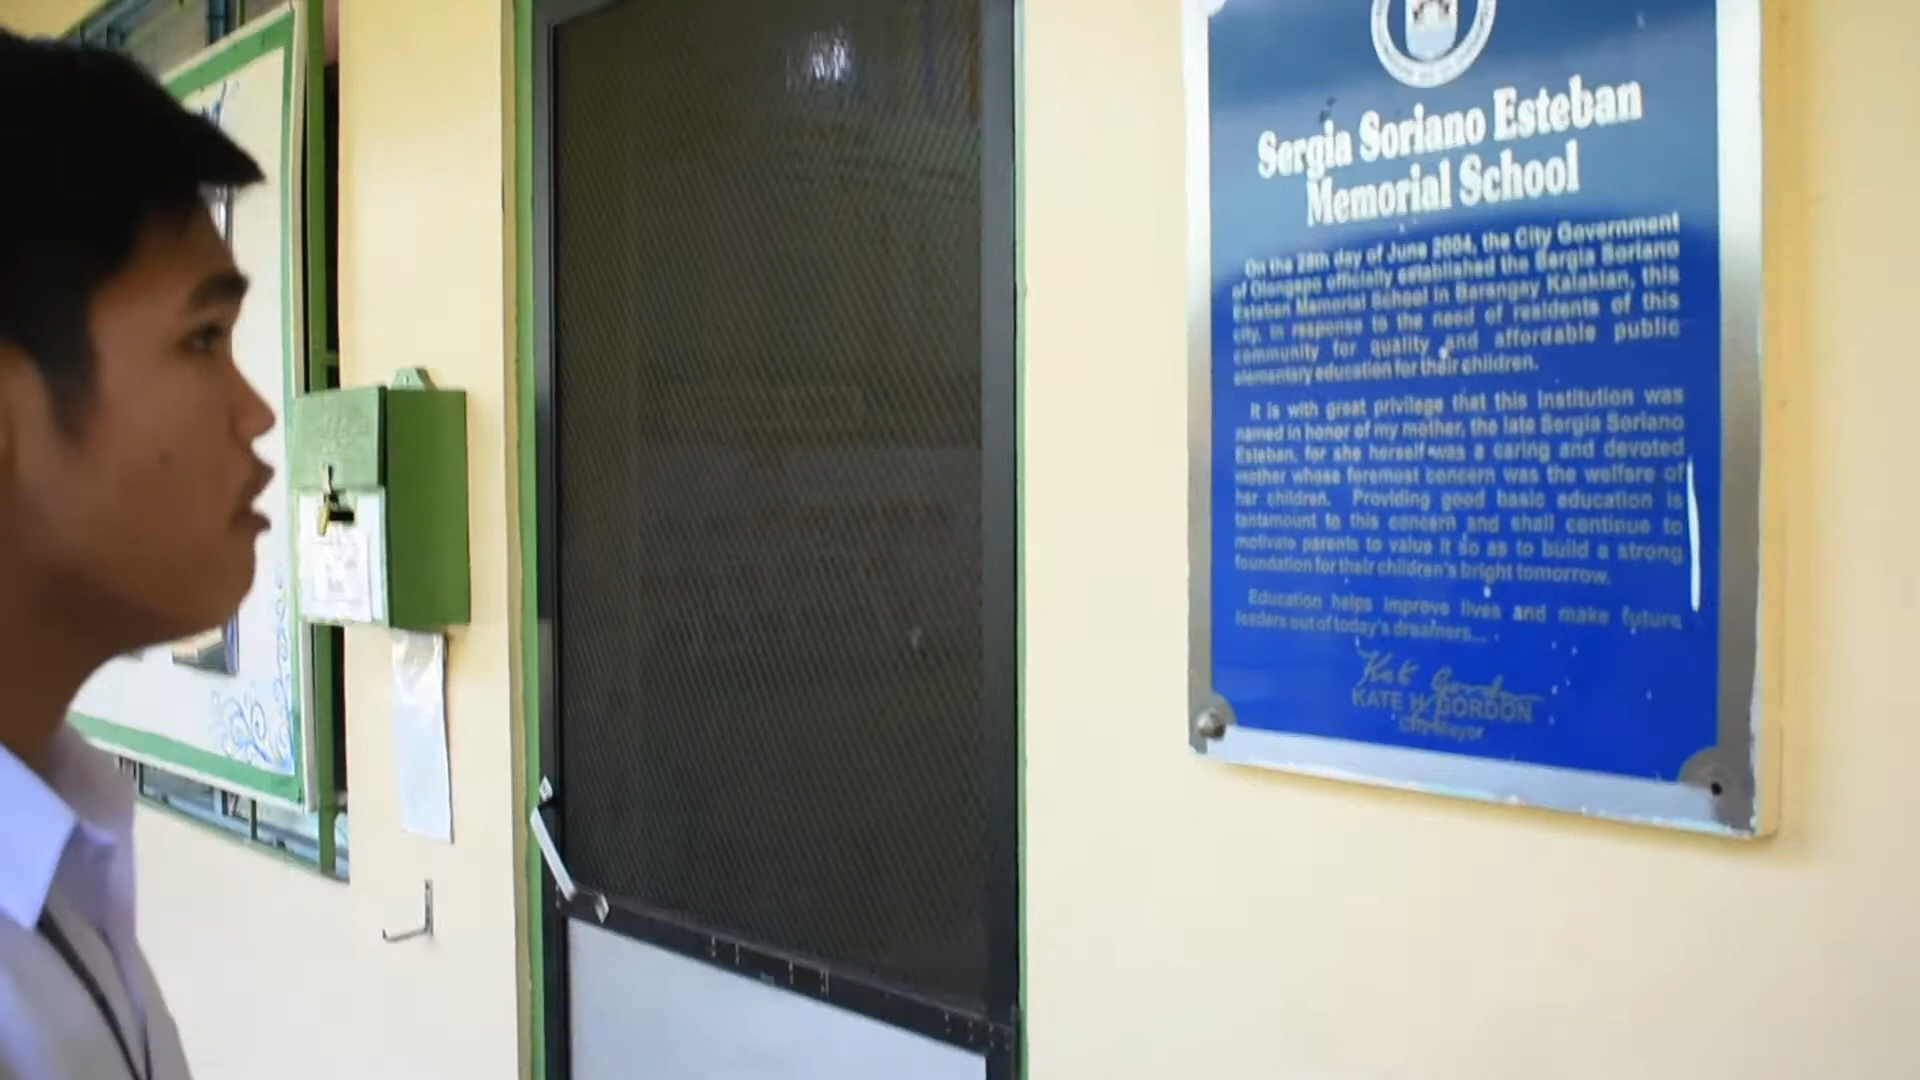 Sergia Soriano Esteban
Memorial School
On the 28th day of June 2004, the City Government
of Olongapo officially established the Sergia Soriano
Esteban Memorial School in Barangay Kalaklan, this
city, in response to the need of residents of this
community for quality and affordable public
elementary education for their children.
It is with great privilege that this institution was
named in honor of my mother, the late Sergia Soriano
Esteban, for she herself was a caring and devoted
mother whose foremost concern was the welfare of
her children. Providing good basic education is
tantamount to this concern and shall continue to
motivate parents to value it so as to build a strong
foundation for their children's bright tomorrow.
Education helps improve lives and make future
leaders out of today's dreamers...
Kate Gordon
KATE H. GORDON
City Mayor